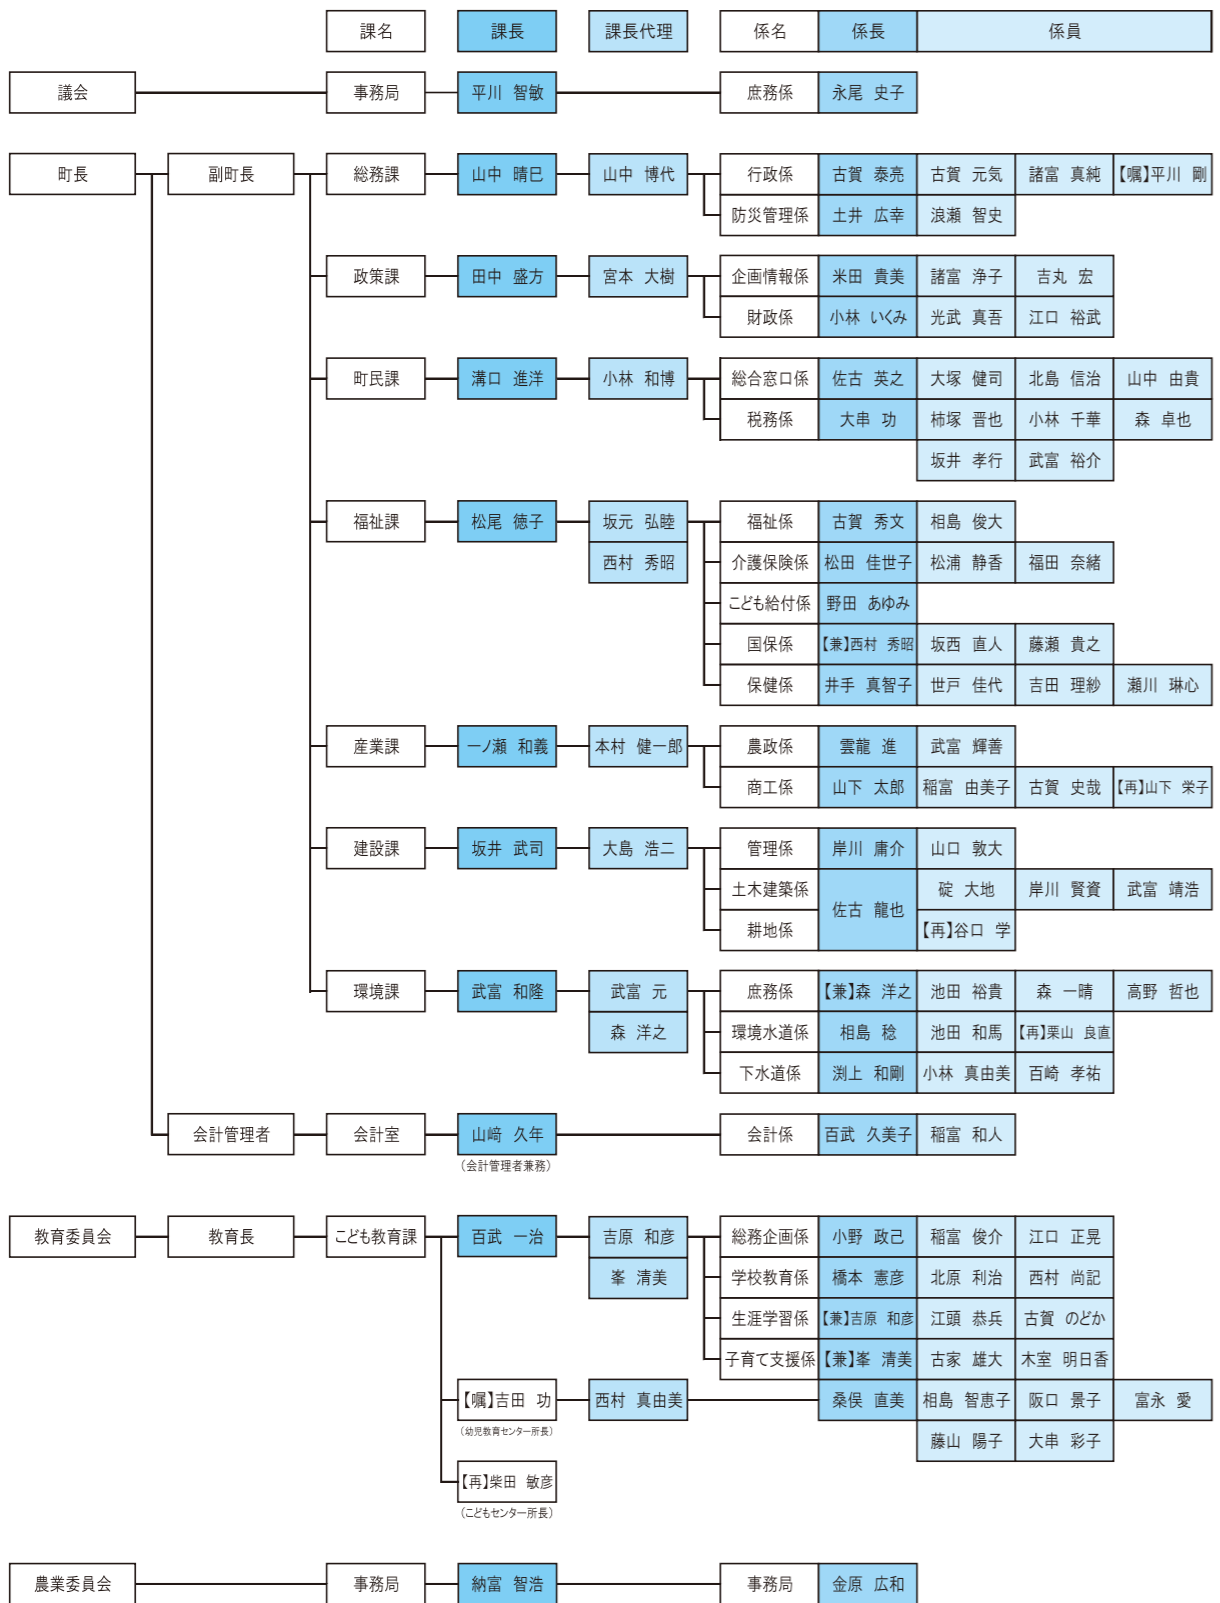 課名 課長 課長代理 係名 係長 係員
議会 事務局 平川 智敏 庶務係 永尾 史子
町長 副町長 総務課 山中 晴巳 山中 博代 行政係 古賀 泰亮 古賀 元気 諸富 真純 【嘱】平川 剛
防災管理係 土井 広幸 浪瀬 智史
政策課 田中 盛方 宮本 大樹 企画情報係 米田 貴美 諸富 浄子 吉丸 宏
財政係 小林 いくみ 光武 真吾 江口 裕武
町民課 溝口 進洋 小林 和博 総合窓口係 佐古 英之 大塚 健司 北島 信治 山中 由貴
税務係 大串 功 柿塚 晋也 小林 千華 森 卓也
坂井 孝行 武富 裕介
福祉課 松尾 徳子 坂元 弘睦 福祉係 古賀 秀文 相島 俊大
西村 秀昭 介護保険係 松田 佳世子 松浦 静香 福田 奈緒
こども給付係 野田 あゆみ
国保係 【兼】西村 秀昭 坂西 直人 藤瀬 貴之
保健係 井手 真智子 世戸 佳代 吉田 理紗 瀬川 琳心
産業課 一ノ瀬 和義 本村 健一郎 農政係 雲龍 進 武富 輝善
商工係 山下 太郎 稲富 由美子 古賀 史哉 【再】山下 栄子
建設課 坂井 武司 大島 浩二 管理係 岸川 庸介 山口 敦大
土木建築係 佐古 龍也 碇 大地 岸川 賢資 武富 靖浩
耕地係 【再】谷口 学
環境課 武富 和隆 武富 元 庶務係 【兼】森 洋之 池田 裕貴 森 一晴 高野 哲也
森 洋之 環境水道係 相島 稔 池田 和馬 【再】栗山 良直
下水道係 渕上 和剛 小林 真由美 百崎 孝祐
会計管理者 会計室 山﨑 久年 会計係 百武 久美子 稲富 和人
（会計管理者兼務）
教育委員会 教育長 こども教育課 百武 一治 吉原 和彦 総務企画係 小野 政己 稲富 俊介 江口 正晃
峯 清美 学校教育係 橋本 憲彦 北原 利治 西村 尚記
生涯学習係 【兼】吉原 和彦 江頭 恭兵 古賀 のどか
子育て支援係 【兼】峯 清美 古家 雄大 木室 明日香
【嘱】吉田 功 西村 真由美 桑俣 直美 相島 智恵子 阪口 景子 富永 愛
（幼児教育センター所長）
藤山 陽子 大串 彩子
【再】柴田 敏彦
（こどもセンター所長）
農業委員会 事務局 納富 智浩 事務局 金原 広和